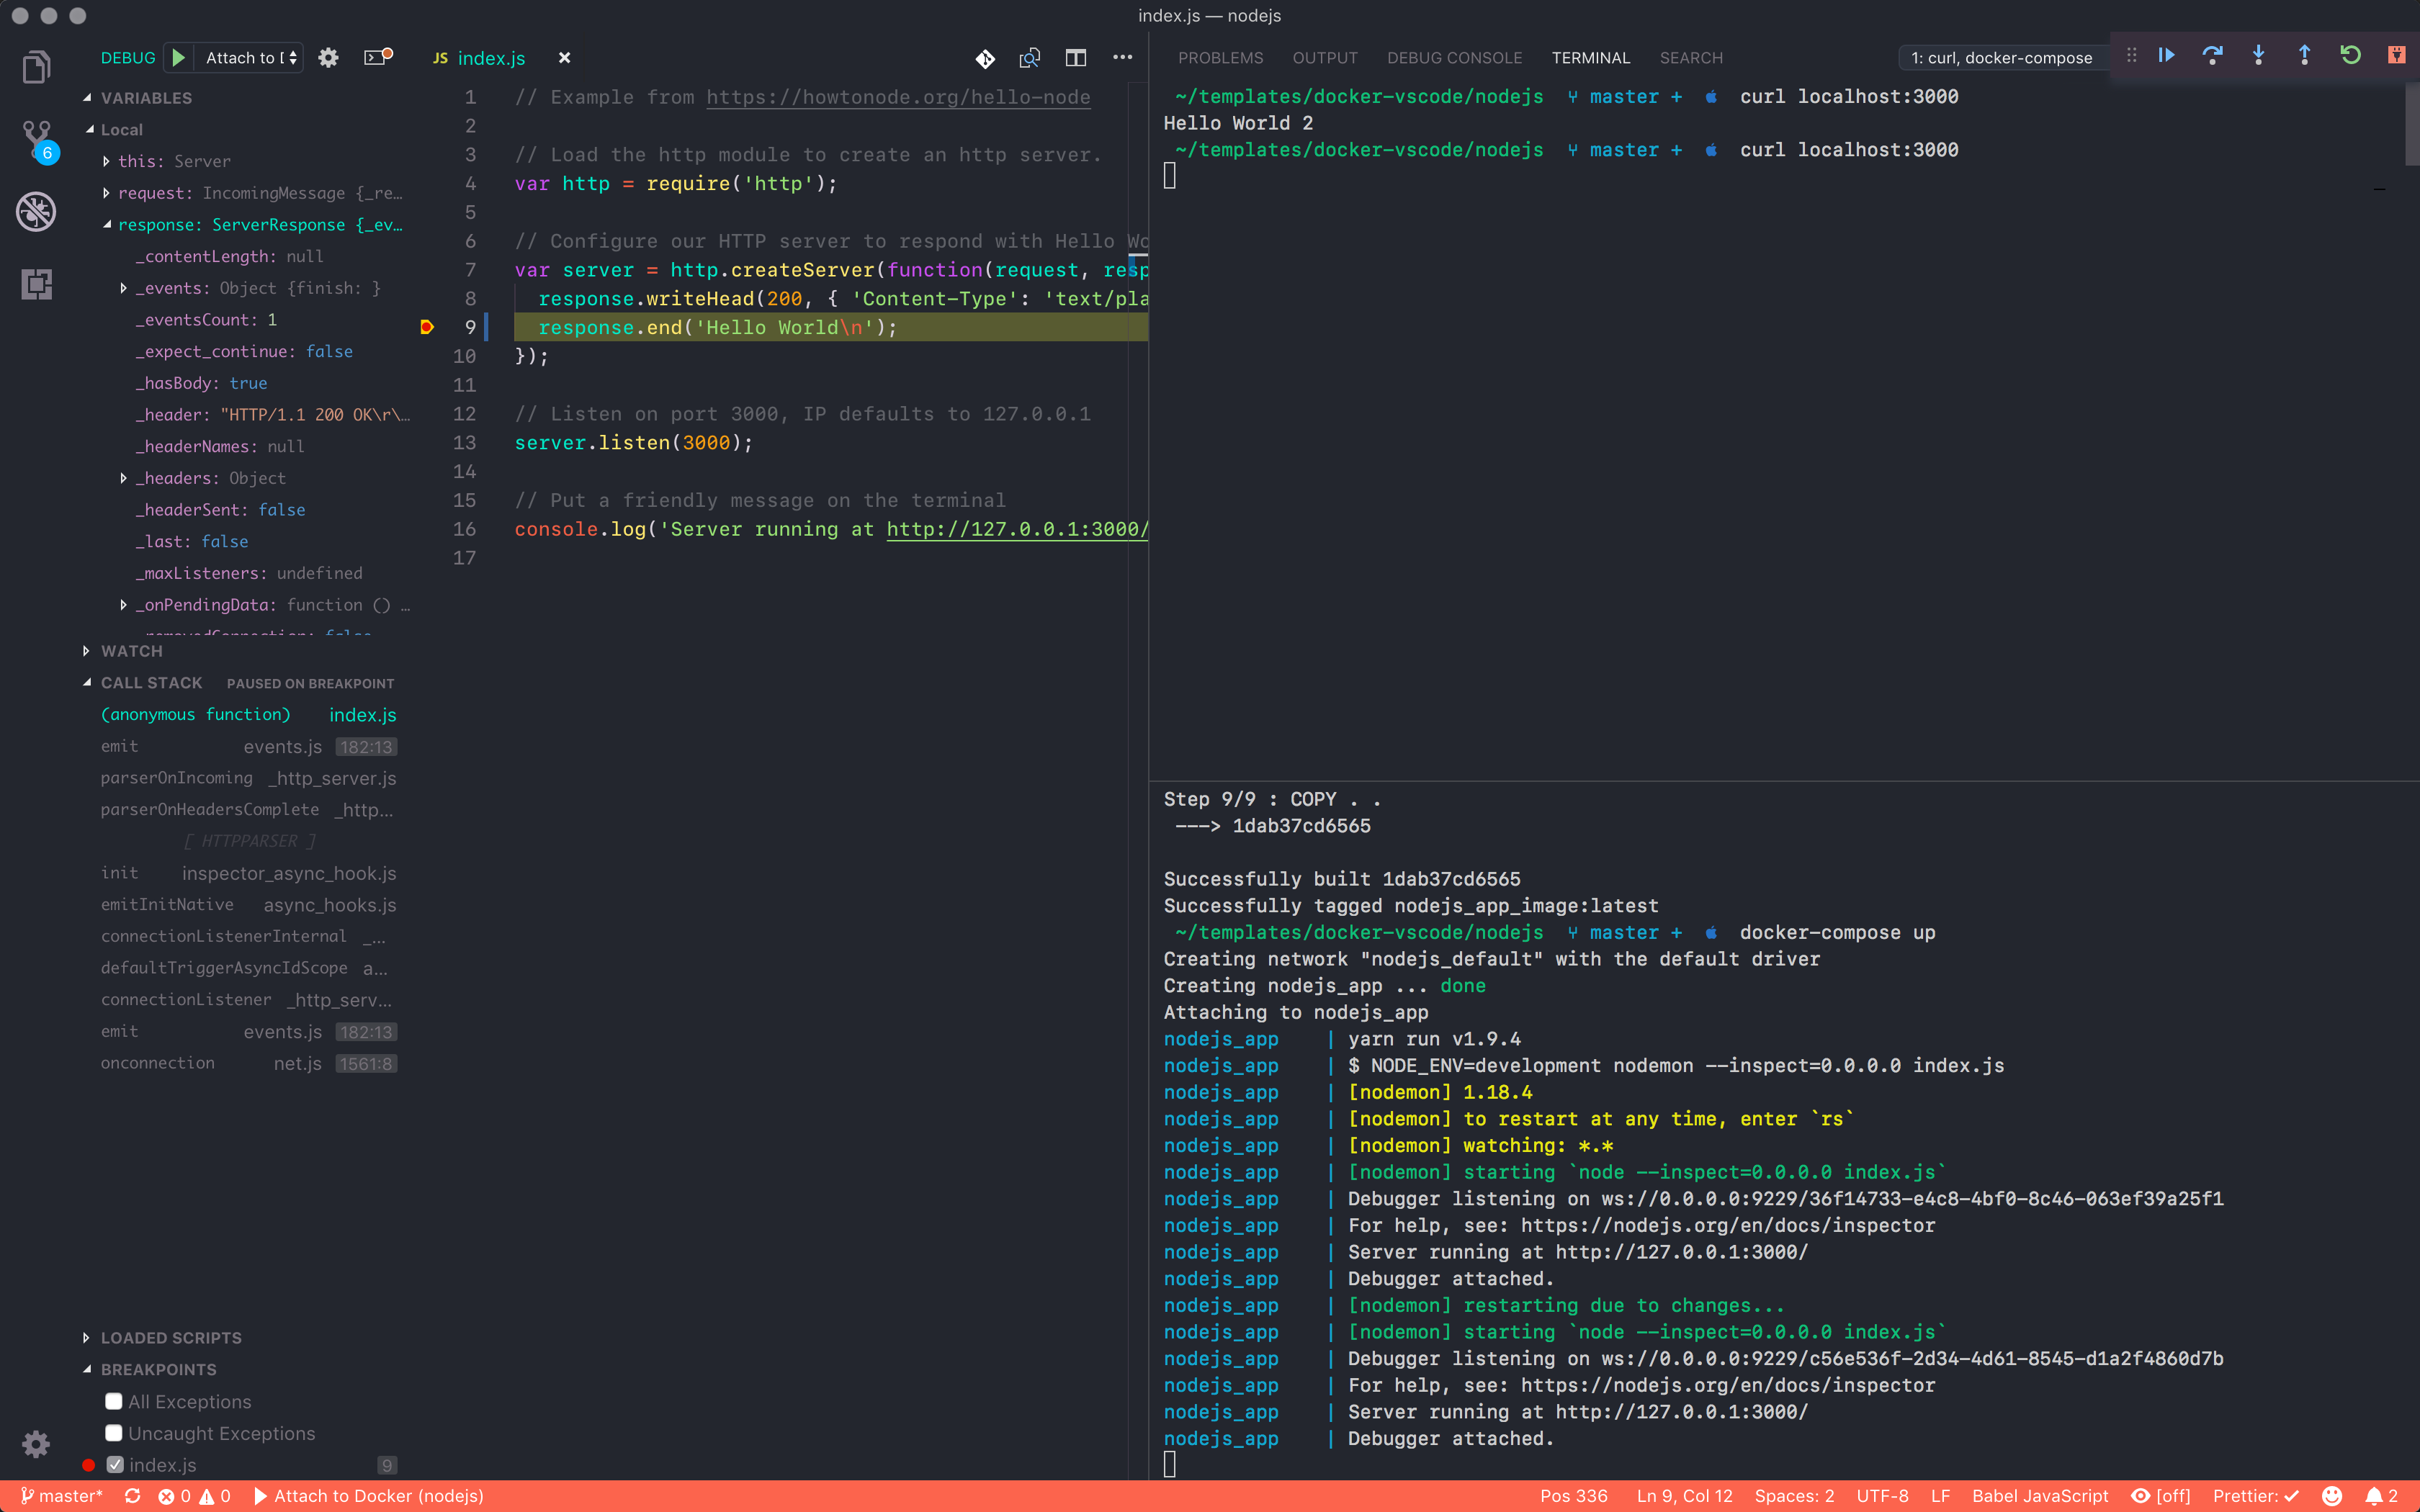 index.js — nodejs
DEBUG
Attach to D
6
VARIABLES
Local
this: Server
request: IncomingMessage {_re…
response: ServerResponse {_ev…
_contentLength: null
_events: Object {finish: }
_eventsCount: 1
_expect_continue: false
_hasBody: true
_header: "HTTP/1.1 200 OK\r\…
_headerNames: null
_headers: Object
_headerSent: false
_last: false
_maxListeners: undefined
_onPendingData: function () …
WATCH
CALL STACK PAUSED ON BREAKPOINT
(anonymous function) index.js
emit events.js 182:13
parserOnIncoming _http_server.js
parserOnHeadersComplete _http…
[ HTTPPARSER ]
init inspector_async_hook.js
emitInitNative async_hooks.js
connectionListenerInternal _…
defaultTriggerAsyncIdScope a…
connectionListener _http_serv…
emit events.js 182:13
onconnection net.js 1561:8
LOADED SCRIPTS
BREAKPOINTS
All Exceptions
Uncaught Exceptions
index.js 9
JS index.js
1 // Example from https://howtonode.org/hello-node
2
3 // Load the http module to create an http server.
4 var http = require('http');
5
6 // Configure our HTTP server to respond with Hello Wo
7 var server = http.createServer(function(request, resp
8 response.writeHead(200, { 'Content-Type': 'text/pla
9 response.end('Hello World\n');
10 });
11
12 // Listen on port 3000, IP defaults to 127.0.0.1
13 server.listen(3000);
14
15 // Put a friendly message on the terminal
16 console.log('Server running at http://127.0.0.1:3000/
17
PROBLEMS OUTPUT DEBUG CONSOLE TERMINAL SEARCH
1: curl, docker-compose
~/templates/docker-vscode/nodejs master + curl localhost:3000
Hello World 2
~/templates/docker-vscode/nodejs master + curl localhost:3000
Step 9/9 : COPY . .
---> 1dab37cd6565
Successfully built 1dab37cd6565
Successfully tagged nodejs_app_image:latest
~/templates/docker-vscode/nodejs master + docker-compose up
Creating network "nodejs_default" with the default driver
Creating nodejs_app ... done
Attaching to nodejs_app
nodejs_app | yarn run v1.9.4
nodejs_app | $ NODE_ENV=development nodemon --inspect=0.0.0.0 index.js
nodejs_app | [nodemon] 1.18.4
nodejs_app | [nodemon] to restart at any time, enter `rs`
nodejs_app | [nodemon] watching: *.*
nodejs_app | [nodemon] starting `node --inspect=0.0.0.0 index.js`
nodejs_app | Debugger listening on ws://0.0.0.0:9229/36f14733-e4c8-4bf0-8c46-063ef39a25f1
nodejs_app | For help, see: https://nodejs.org/en/docs/inspector
nodejs_app | Server running at http://127.0.0.1:3000/
nodejs_app | Debugger attached.
nodejs_app | [nodemon] restarting due to changes...
nodejs_app | [nodemon] starting `node --inspect=0.0.0.0 index.js`
nodejs_app | Debugger listening on ws://0.0.0.0:9229/c56e536f-2d34-4d61-8545-d1a2f4860d7b
nodejs_app | For help, see: https://nodejs.org/en/docs/inspector
nodejs_app | Server running at http://127.0.0.1:3000/
nodejs_app | Debugger attached.
master* 0 0 Attach to Docker (nodejs) Pos 336 Ln 9, Col 12 Spaces: 2 UTF-8 LF Babel JavaScript [off] Prettier: ✓ 2